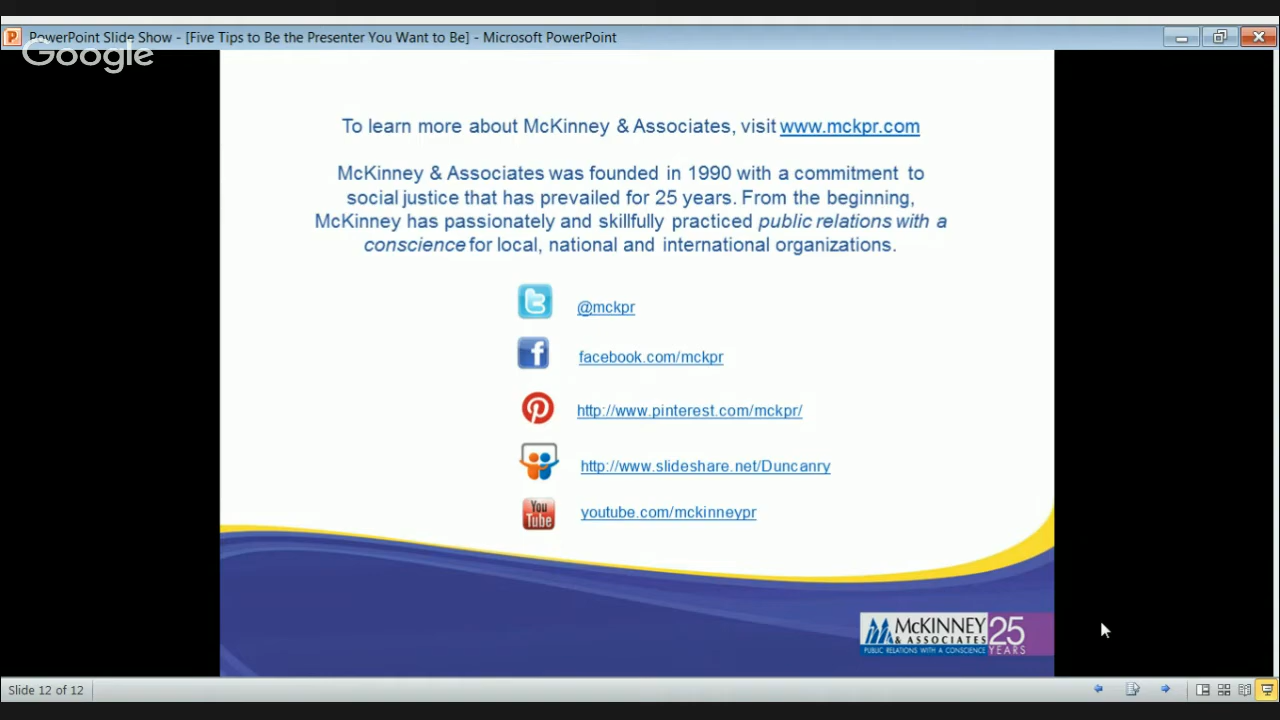 PowerPoint Slide Show - [Five Tips to Be the Presenter You Want to Be] - Microsoft PowerPoint
Google
To learn more about McKinney & Associates, visit www.mckpr.com
McKinney & Associates was founded in 1990 with a commitment to
social justice that has prevailed for 25 years. From the beginning,
McKinney has passionately and skillfully practiced public relations with a
conscience for local, national and international organizations.
@mckpr
facebook.com/mckpr
http://www.pinterest.com/mckpr/
http://www.slideshare.net/Duncanry
You
Tube
youtube.com/mckinneypr
McKINNEY
& ASSOCIATES
PUBLIC RELATIONS WITH A CONSCIENCE
25
YEARS
Slide 12 of 12